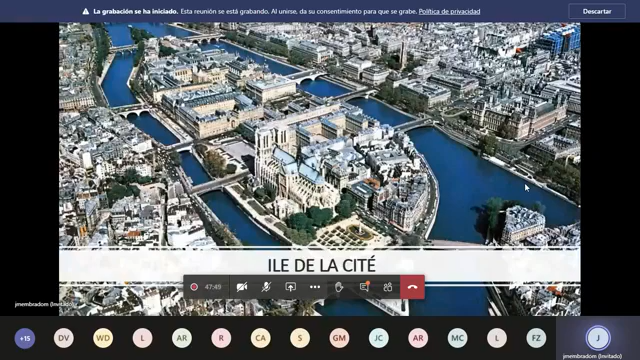 La grabación se ha iniciado. Esta reunión se está grabando. Al unirse, da su consentimiento para que se grabe. Política de privacidad
Descartar
ILE DE LA CITÉ
47:49
jmembradom (Invitado)
+15
DV
WD
L
AR
R
CA
S
GM
JC
AR
MC
L
FZ
J
jmembradom (Invitado)